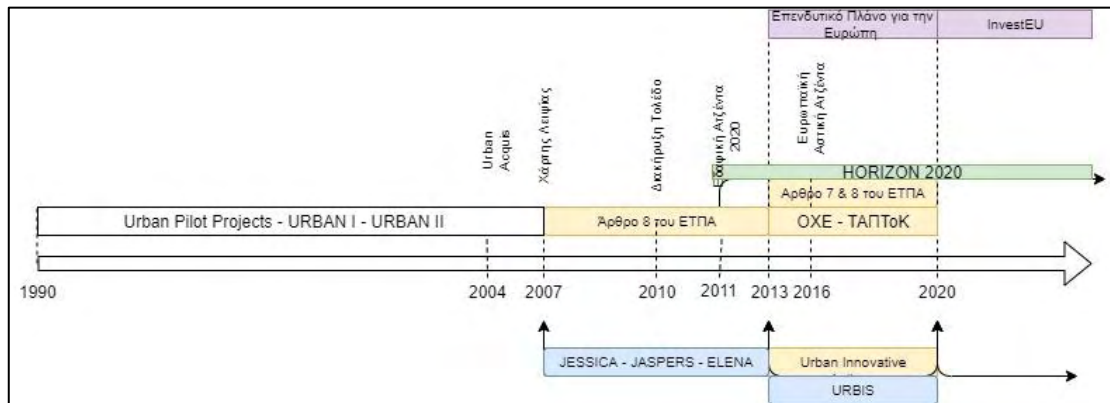 Επενδυτικό Πλάνο για την
Ευρώπη
InvestEU
Urban
Acquis
Χάρτης Λειψίας
Διακήρυξη Τολέδο
Εδαφική Ατζέντα
2020
Ευρωπαϊκή
Αστική Ατζέντα
HORIZON 2020
Άρθρο 7 & 8 του ΕΤΠΑ
Urban Pilot Projects - URBAN I - URBAN II
Άρθρο 8 του ΕΤΠΑ
ΟΧΕ - ΤΑΠΤοΚ
1990
2004
2007
2010
2011
2013
2016
2020
JESSICA - JASPERS - ELENA
Urban Innovative
URBIS